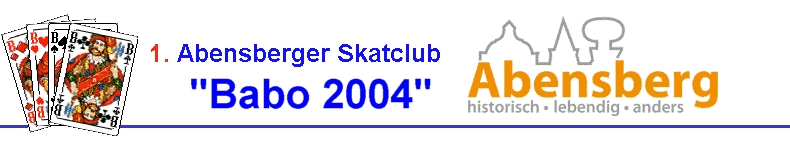 B B B B
1. Abensberger Skatclub
"Babo 2004"
Abensberg
historisch • lebendig • anders